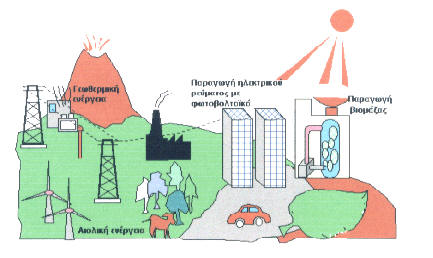 Γεωθερμική
ενέργεια
Παραγωγή ηλεκτρικού
ρεύματος με
φωτοβολταϊκά
Παραγωγή
βιομάζας
Αιολική ενέργεια